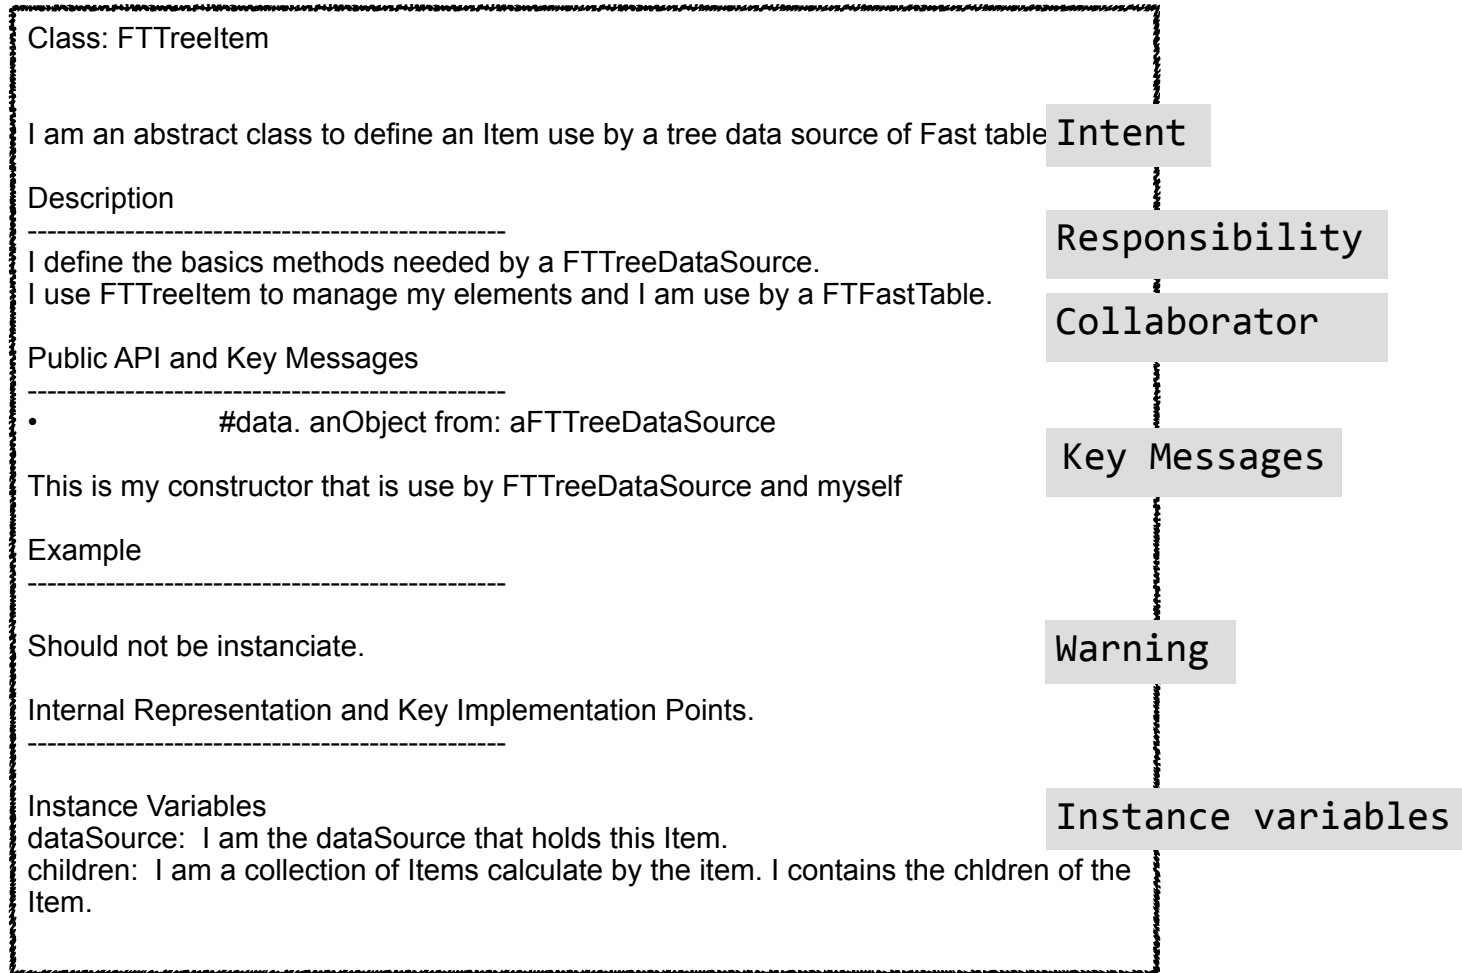 Class: FTTreeItem
I am an abstract class to define an Item use by a tree data source of Fast table
Intent
Description
-------------------------------------------------
Responsibility
I define the basics methods needed by a FTTreeDataSource.
I use FTTreeItem to manage my elements and I am use by a FTFastTable.
Collaborator
Public API and Key Messages
-------------------------------------------------
• #data. anObject from: aFTTreeDataSource
Key Messages
This is my constructor that is use by FTTreeDataSource and myself
Example
-------------------------------------------------
Should not be instanciate.
Warning
Internal Representation and Key Implementation Points.
-------------------------------------------------
Instance Variables
Instance variables
dataSource: I am the dataSource that holds this Item.
children: I am a collection of Items calculate by the item. I contains the chldren of the
Item.